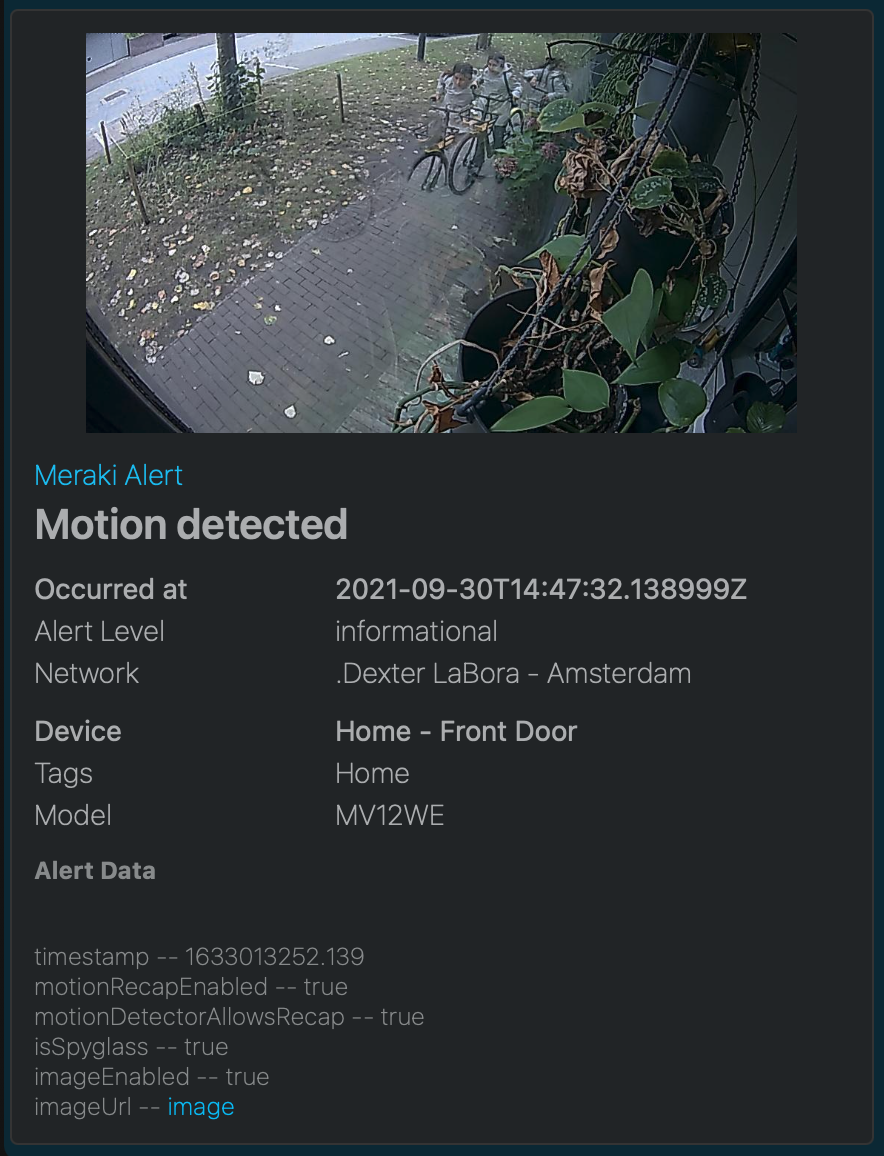 Meraki Alert
Motion detected
Occurred at 2021-09-30T14:47:32.138999Z
Alert Level informational
Network .Dexter LaBora - Amsterdam
Device Home - Front Door
Tags Home
Model MV12WE
Alert Data
timestamp -- 1633013252.139
motionRecapEnabled -- true
motionDetectorAllowsRecap -- true
isSpyglass -- true
imageEnabled -- true
imageUrl -- image